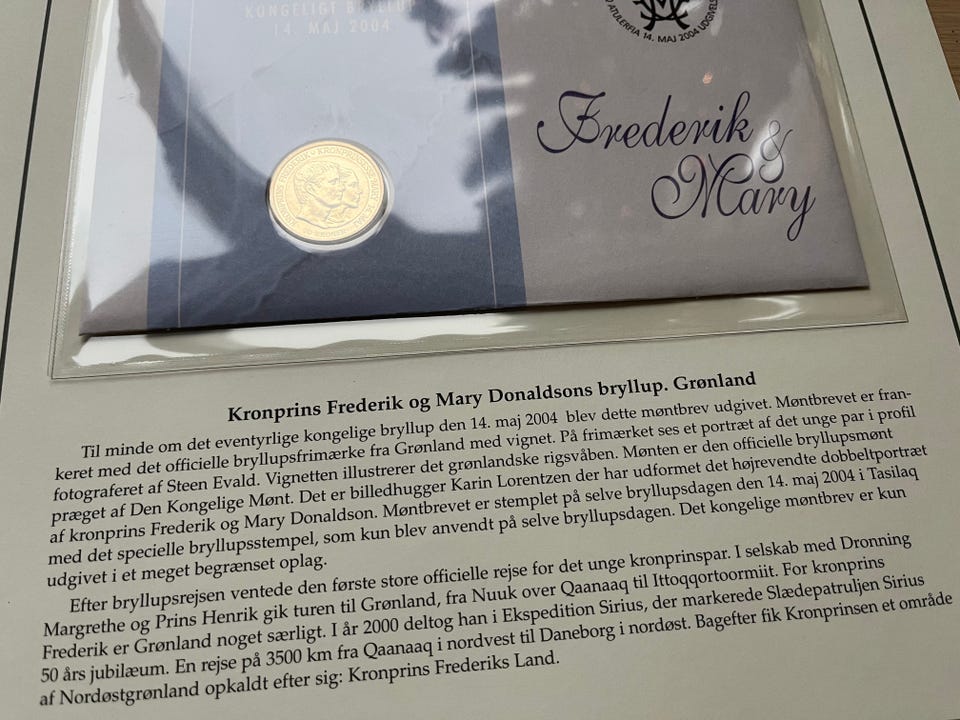 KONGELIGT BRYLLUP
14. MAJ 2004
ATULERFIA 14. MAJ 2004 UDGIVELS
Frederik
&
Mary
FREDERIK • KRONPRINSESSE MARY
20 KRONER
Kronprins Frederik og Mary Donaldsons bryllup. Grønland
Til minde om det eventyrlige kongelige bryllup den 14. maj 2004 blev dette møntbrev udgivet. Møntbrevet er fran-
keret med det officielle bryllupsfrimærke fra Grønland med vignet. På frimærket ses et portræt af det unge par i profil
fotograferet af Steen Evald. Vignetten illustrerer det grønlandske rigsvåben. Mønten er den officielle bryllupsmønt
præget af Den Kongelige Mønt. Det er billedhugger Karin Lorentzen der har udformet det højrevendte dobbeltportræt
af kronprins Frederik og Mary Donaldson. Møntbrevet er stemplet på selve bryllupsdagen den 14. maj 2004 i Tasilaq
med det specielle bryllupsstempel, som kun blev anvendt på selve bryllupsdagen. Det kongelige møntbrev er kun
udgivet i et meget begrænset oplag.
Efter bryllupsrejsen ventede den første store officielle rejse for det unge kronprinspar. I selskab med Dronning
Margrethe og Prins Henrik gik turen til Grønland, fra Nuuk over Qaanaaq til Ittoqqortoormiit. For kronprins
Frederik er Grønland noget særligt. I år 2000 deltog han i Ekspedition Sirius, der markerede Slædepatruljen Sirius
50 års jubilæum. En rejse på 3500 km fra Qaanaaq i nordvest til Daneborg i nordøst. Bagefter fik Kronprinsen et område
af Nordøstgrønland opkaldt efter sig: Kronprins Frederiks Land.